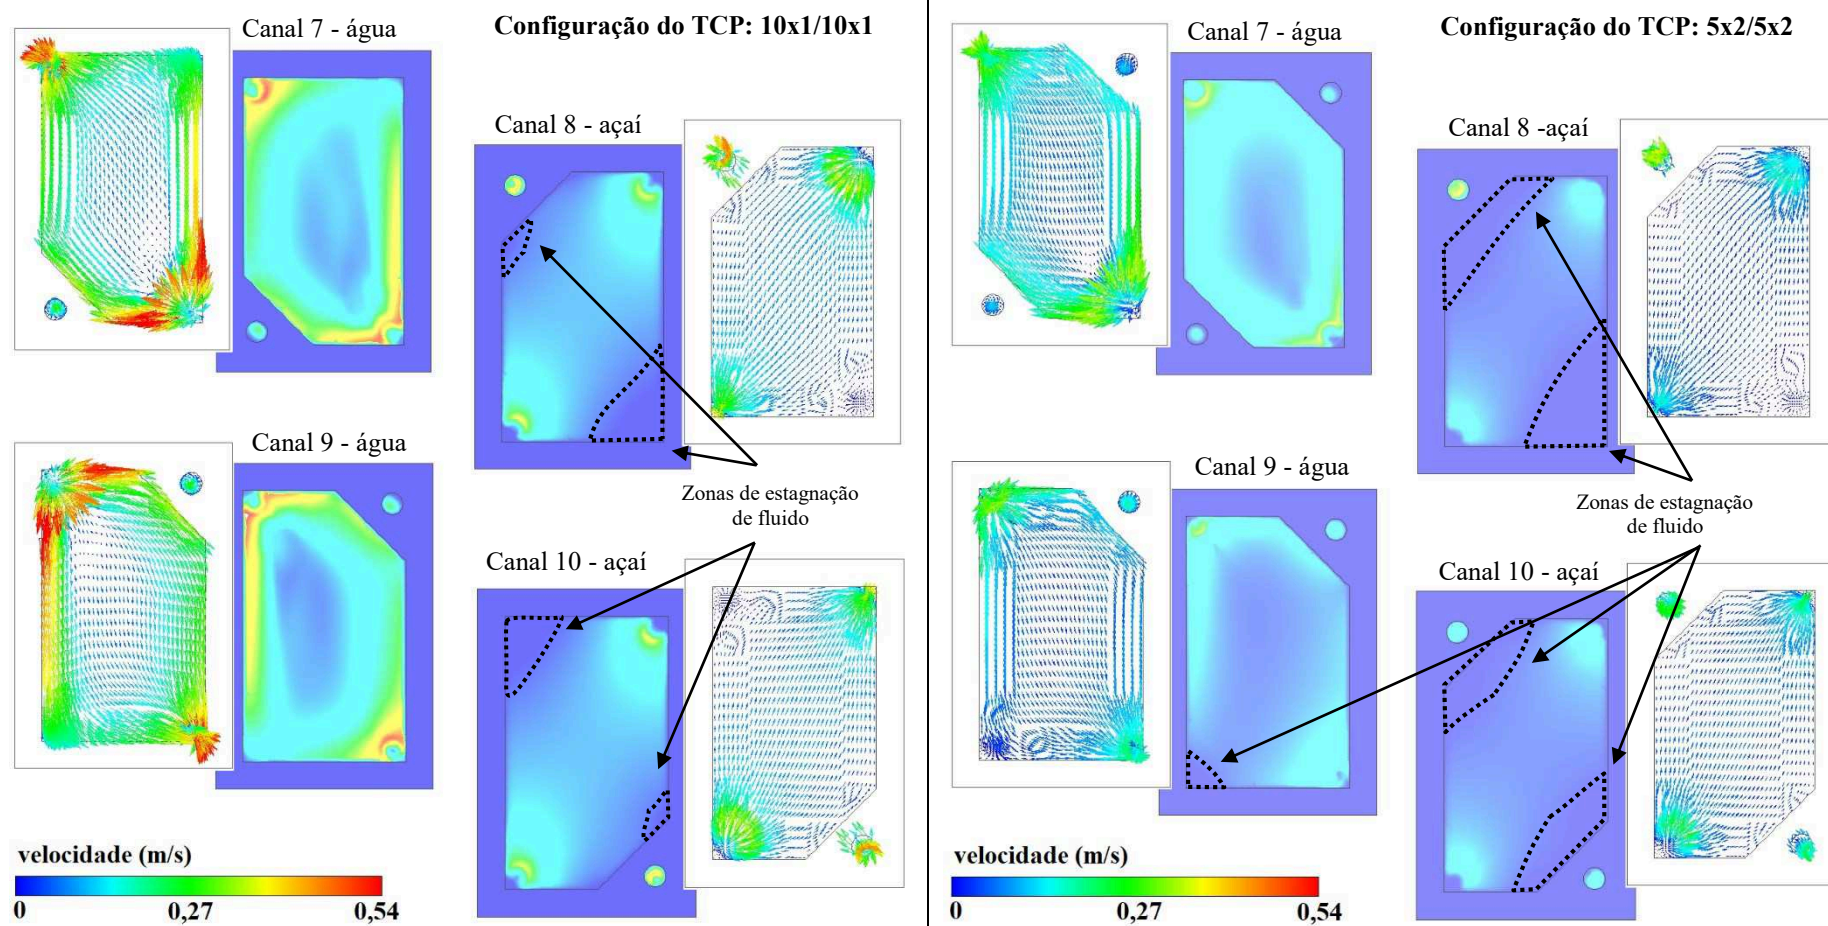 Configuração do TCP: 10x1/10x1
Canal 7 - água
Canal 8 - açaí
Canal 9 - água
Zonas de estagnação
de fluido
Canal 10 - açaí
velocidade (m/s)
0
0,27
0,54
Configuração do TCP: 5x2/5x2
Canal 7 - água
Canal 8 -açaí
Canal 9 - água
Zonas de estagnação
de fluido
Canal 10 - açaí
velocidade (m/s)
0
0,27
0,54